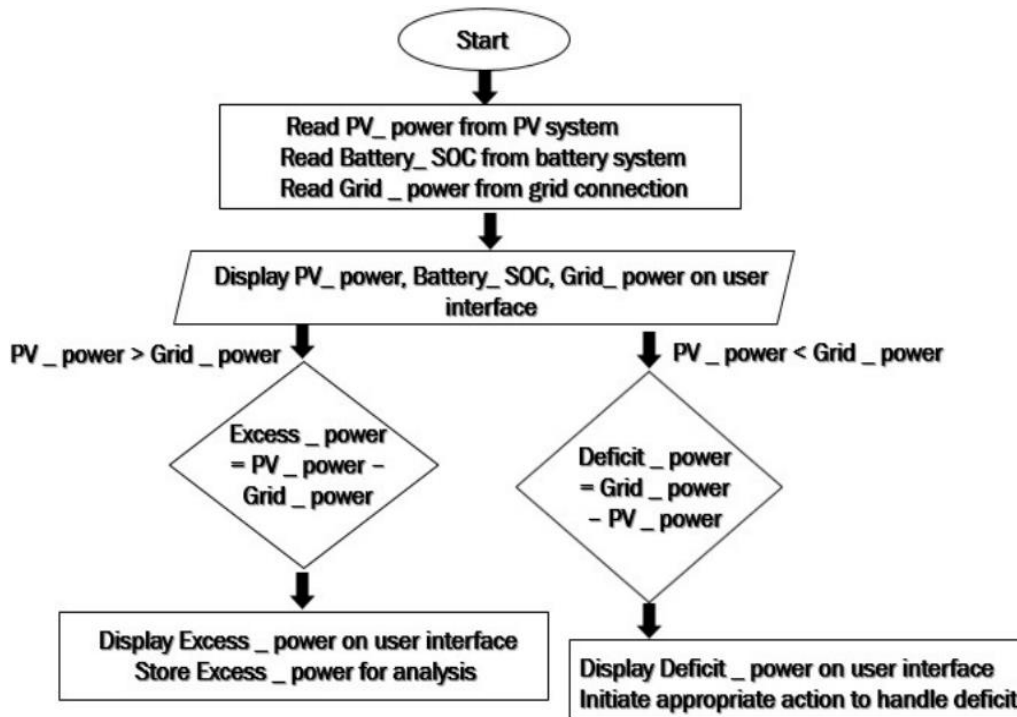 Start
Read PV_ power from PV system
Read Battery_ SOC from battery system
Read Grid _ power from grid connection
Display PV_ power, Battery_ SOC, Grid_ power on user
interface
PV _ power > Grid _ power
PV _ power < Grid _ power
Excess _ power
= PV _ power –
Grid _ power
Deficit _ power
= Grid _ power
– PV _ power
Display Excess _ power on user interface
Store Excess _ power for analysis
Display Deficit _ power on user interface
Initiate appropriate action to handle deficit